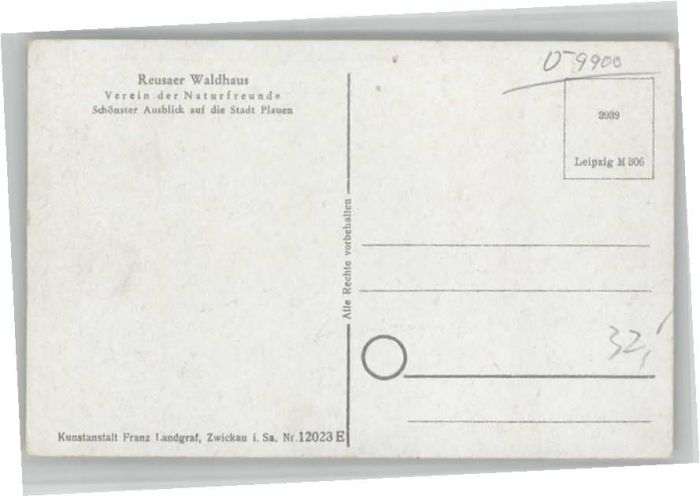 Reusaer Waldhaus
Verein der Naturfreunde
Schönster Ausblick auf die Stadt Plauen
Alle Rechte vorbehalten
D-9900
3939
Leipzig M 306
32,
Kunstanstalt Franz Landgraf, Zwickau i. Sa. Nr. 12023 E